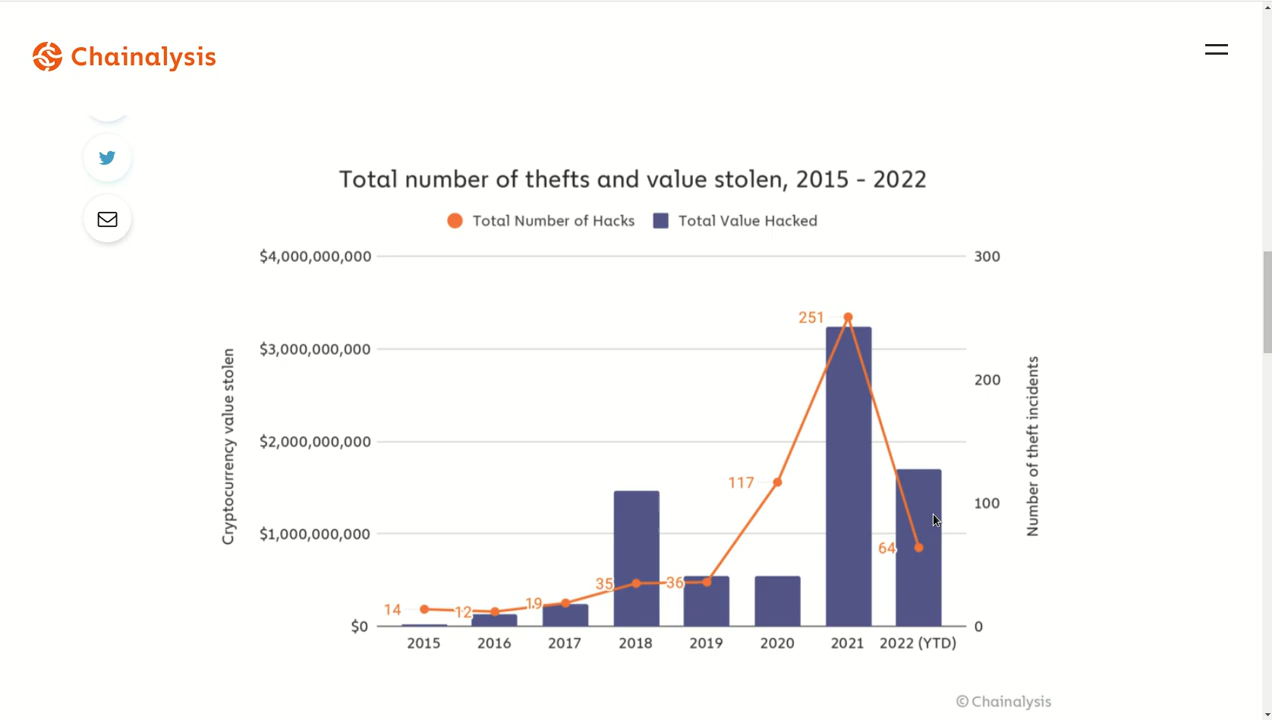 Chainalysis
Total number of thefts and value stolen, 2015 - 2022
Total Number of Hacks Total Value Hacked
$4,000,000,000 300
251
$3,000,000,000
200
$2,000,000,000
117
100
$1,000,000,000
64
35 36
14 12 19
$0 0
2015 2016 2017 2018 2019 2020 2021 2022 (YTD)
Cryptocurrency value stolen
Number of theft incidents
© Chainalysis